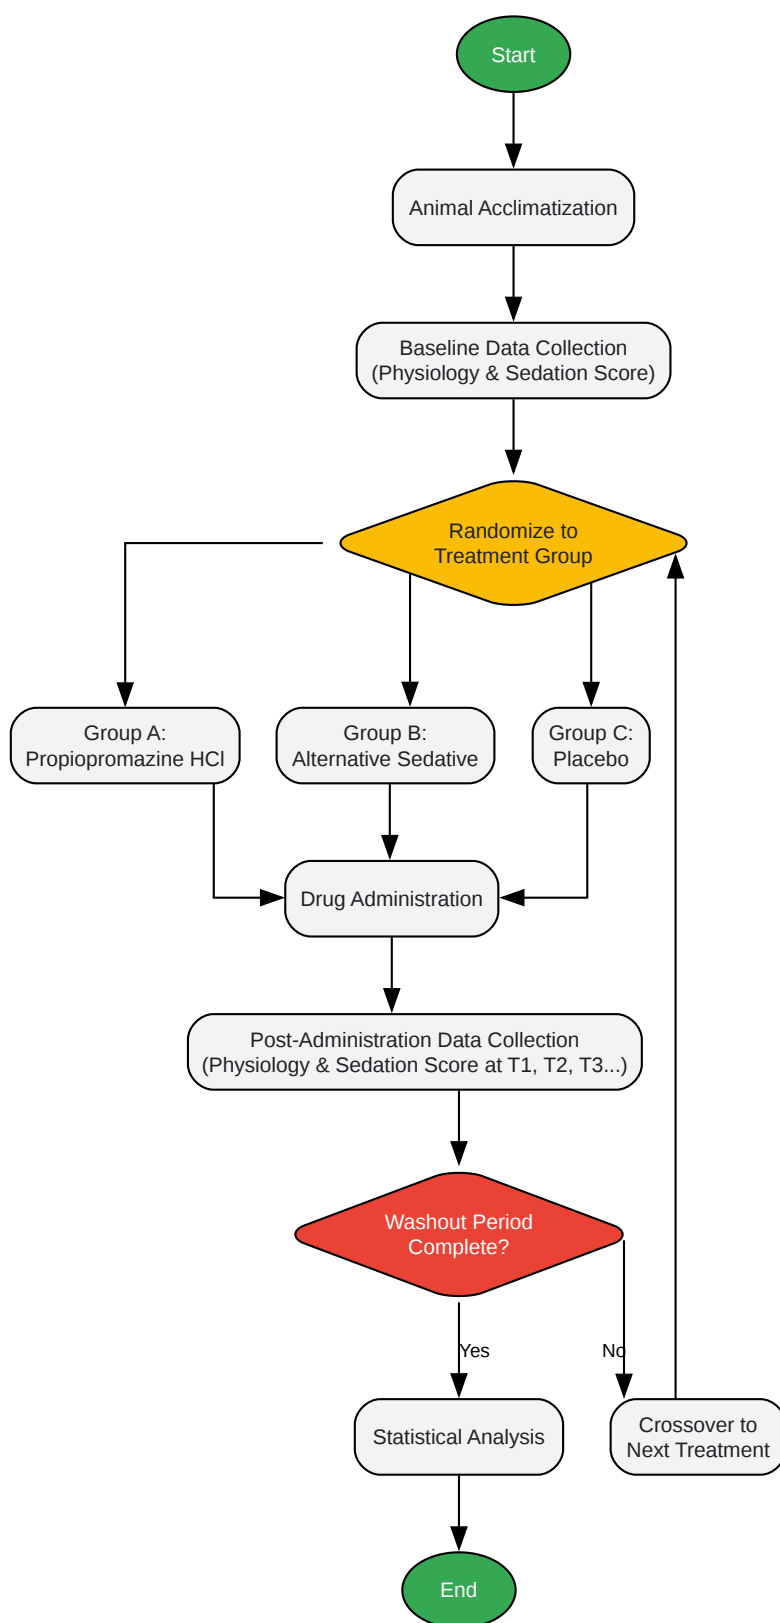 Start
Animal Acclimatization
Baseline Data Collection
(Physiology & Sedation Score)
Randomize to
Treatment Group
Group A:
Propiopromazine HCl
Group B:
Alternative Sedative
Group C:
Placebo
Drug Administration
Post-Administration Data Collection
(Physiology & Sedation Score at T1, T2, T3...)
Washout Period
Complete?
Yes
No
Statistical Analysis
Crossover to
Next Treatment
End